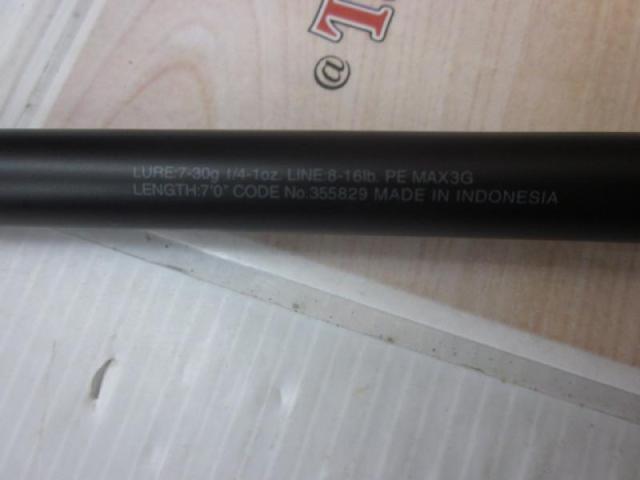 @T
LURE:7-30g 1/4-1oz. LINE:8-16lb. PE MAX3G
LENGTH:7'0" CODE No.355829 MADE IN INDONESIA